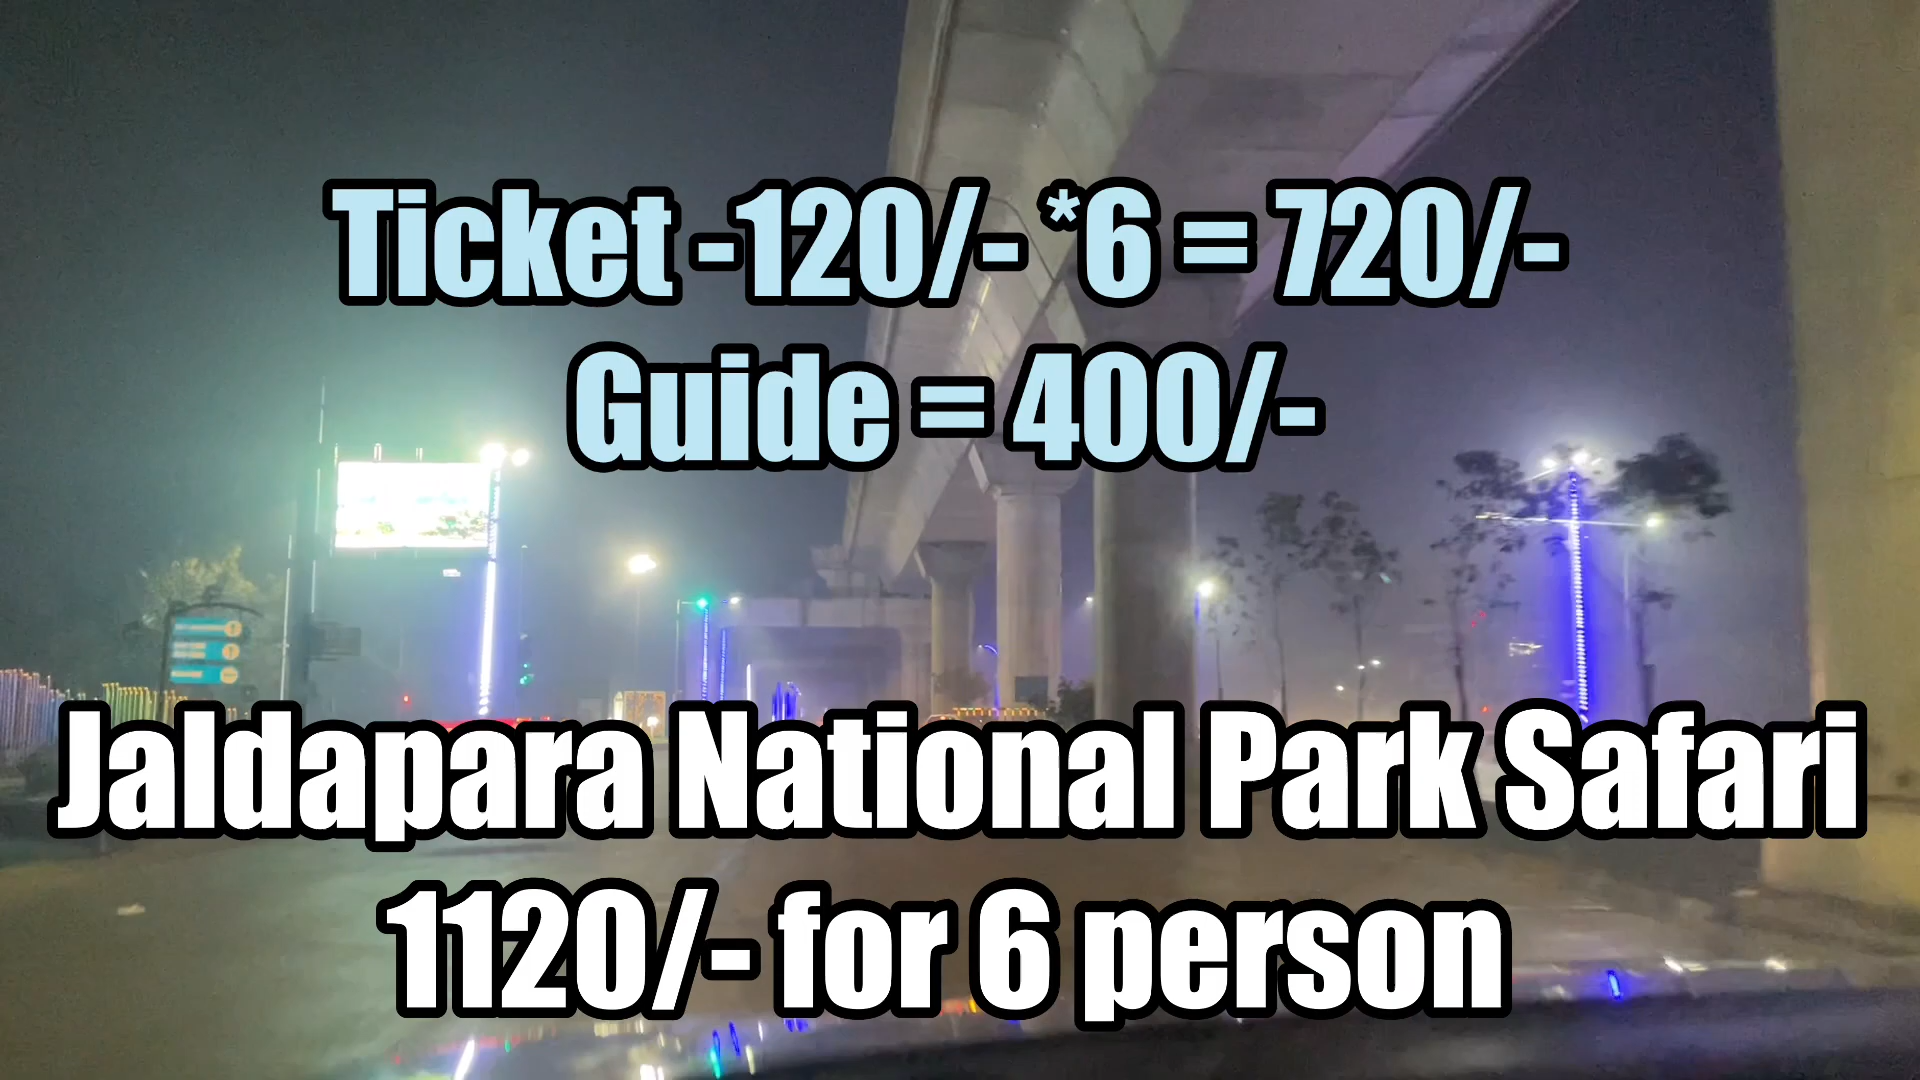 Ticket -120/- *6 = 720/-
Guide = 400/-
Jaldapara National Park Safari
1120/- for 6 person